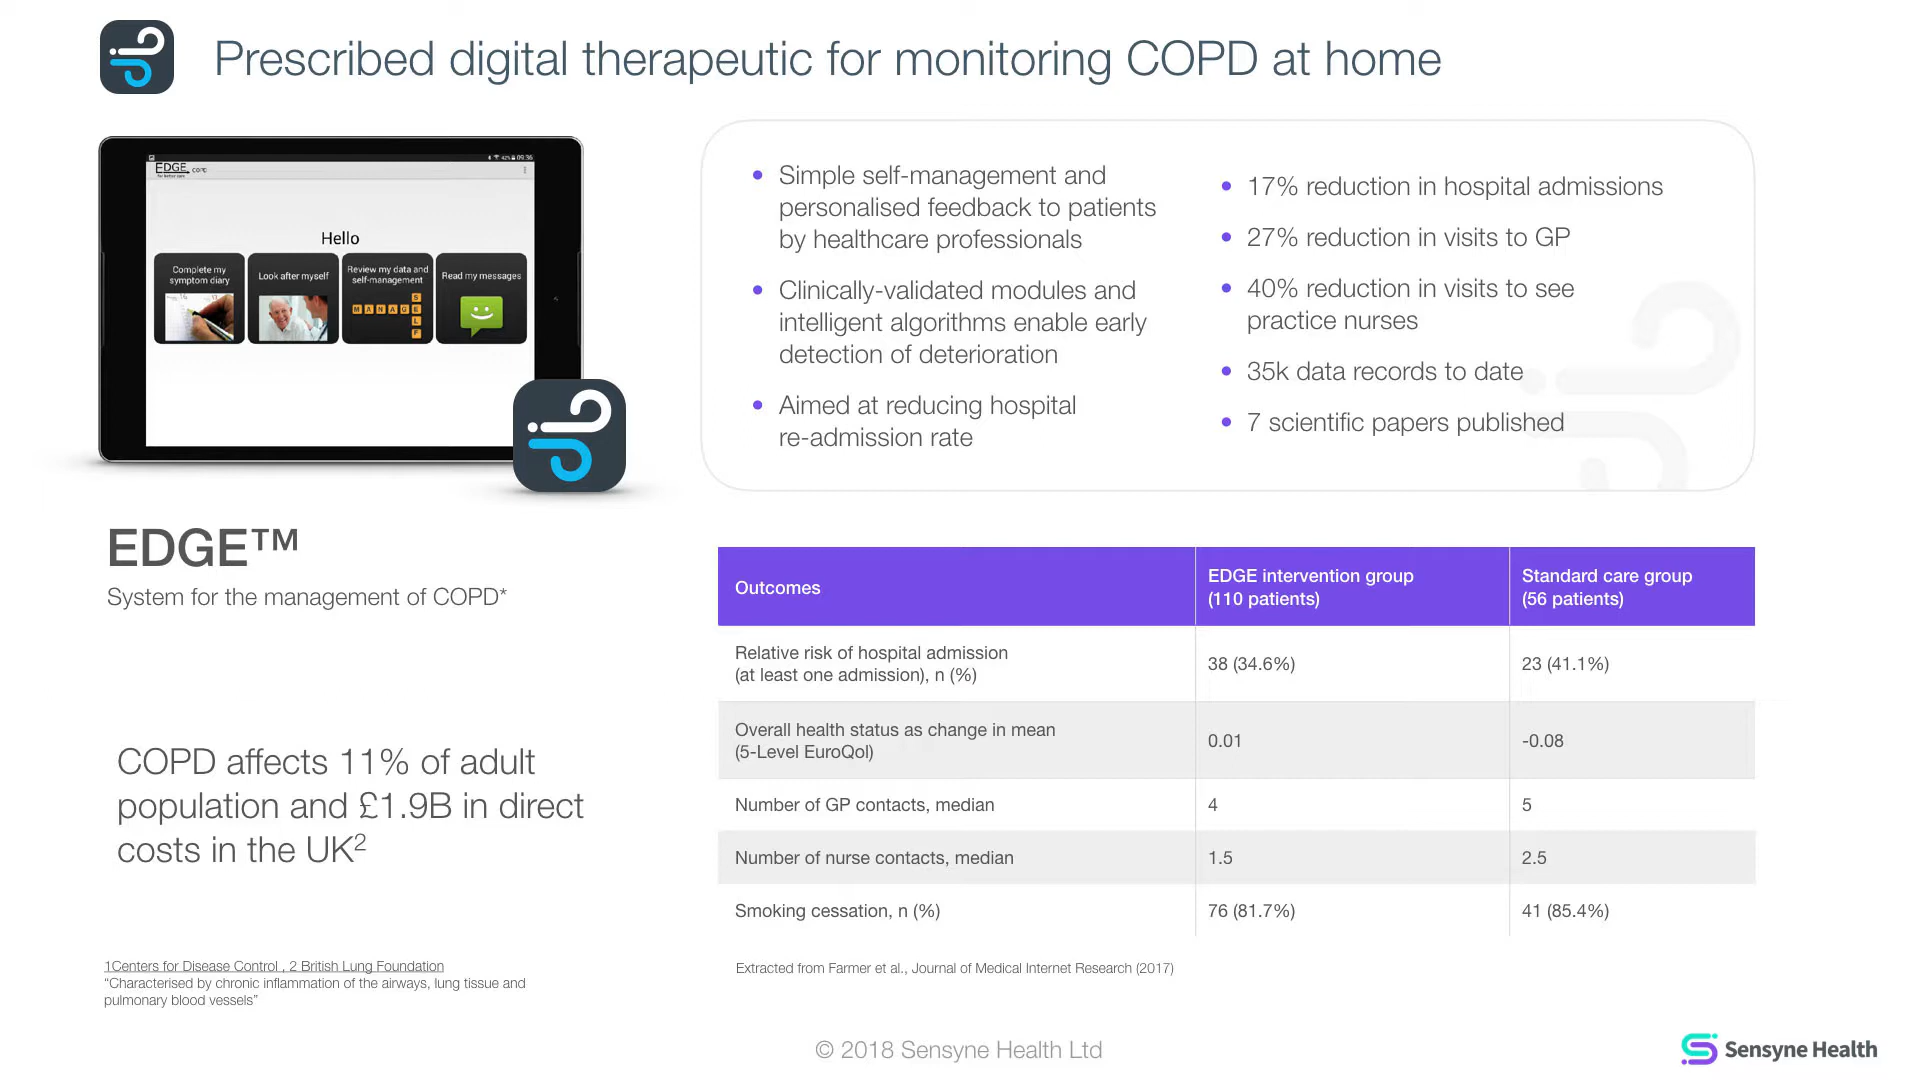 Prescribed digital therapeutic for monitoring COPD at home
EDGE COPD
for better care
42% 09:36
Hello
Complete my
symptom diary
Look after myself
Review my data and
self-management
MANAGE
SELF
Read my messages
EDGE™
System for the management of COPD*
COPD affects 11% of adult
population and £1.9B in direct
costs in the UK2
1Centers for Disease Control , 2 British Lung Foundation
“Characterised by chronic inflammation of the airways, lung tissue and
pulmonary blood vessels”
• Simple self-management and
personalised feedback to patients
by healthcare professionals
• Clinically-validated modules and
intelligent algorithms enable early
detection of deterioration
• Aimed at reducing hospital
re-admission rate
• 17% reduction in hospital admissions
• 27% reduction in visits to GP
• 40% reduction in visits to see
practice nurses
• 35k data records to date
• 7 scientific papers published
Outcomes
EDGE intervention group
(110 patients)
Standard care group
(56 patients)
Relative risk of hospital admission
(at least one admission), n (%)
38 (34.6%)
23 (41.1%)
Overall health status as change in mean
(5-Level EuroQol)
0.01
-0.08
Number of GP contacts, median
4
5
Number of nurse contacts, median
1.5
2.5
Smoking cessation, n (%)
76 (81.7%)
41 (85.4%)
Extracted from Farmer et al., Journal of Medical Internet Research (2017)
© 2018 Sensyne Health Ltd
Sensyne Health